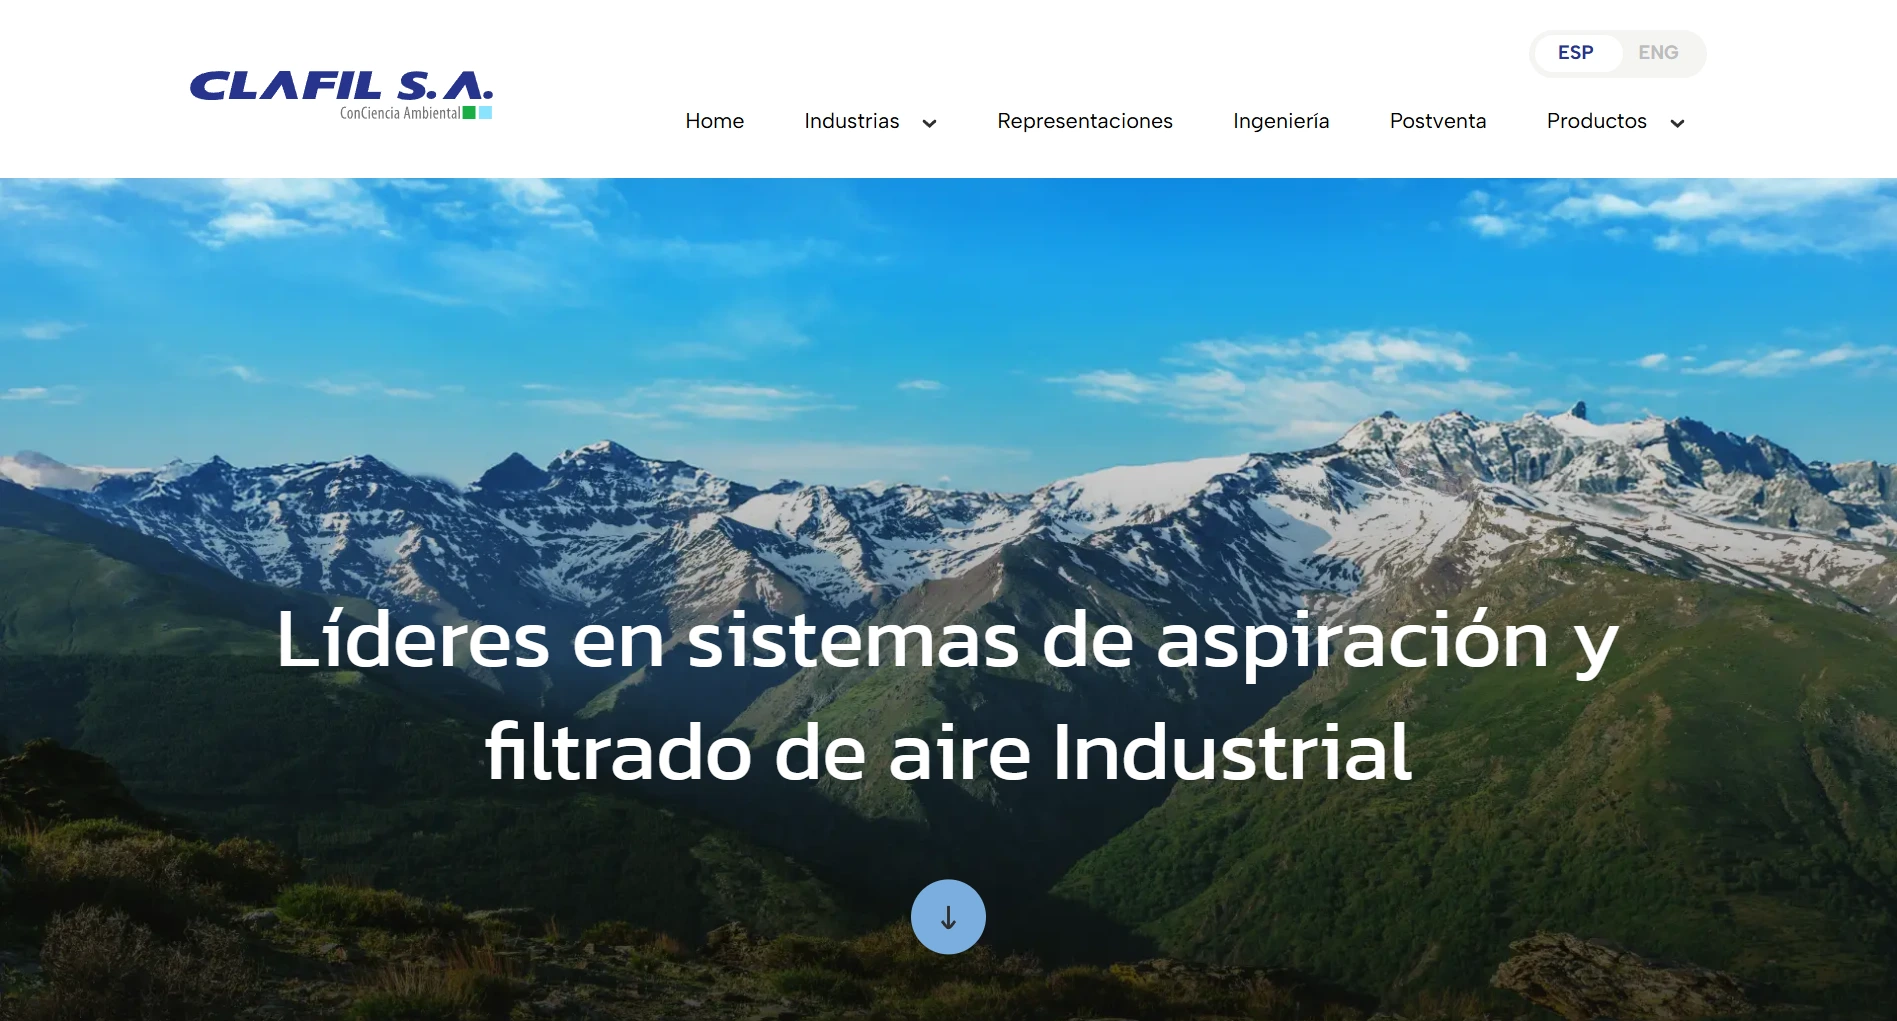 ESP ENG
CLAFIL S.A.
ConCiencia Ambiental
Home Industrias Representaciones Ingeniería Postventa Productos
Líderes en sistemas de aspiración y
filtrado de aire Industrial